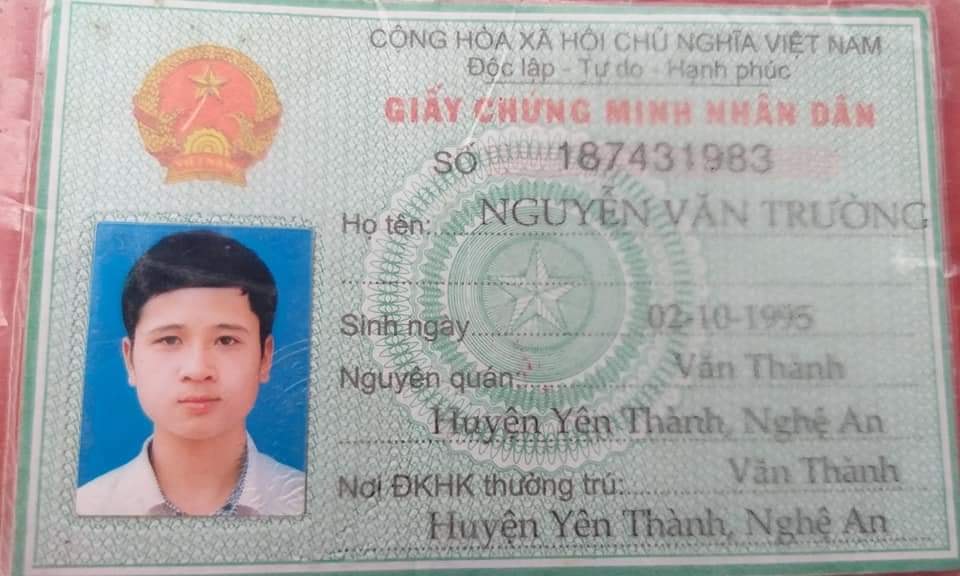 CỘNG HÒA XÃ HỘI CHỦ NGHĨA VIỆT NAM
Độc lập - Tự do - Hạnh phúc
GIẤY CHỨNG MINH NHÂN DÂN
SỐ 187431983
Họ tên: NGUYỄN VĂN TRƯỜNG
Sinh ngày 02-10-1995
Nguyên quán: Văn Thành
Huyện Yên Thành, Nghệ An
Nơi ĐKHK thường trú: Văn Thành
Huyện Yên Thành, Nghệ An